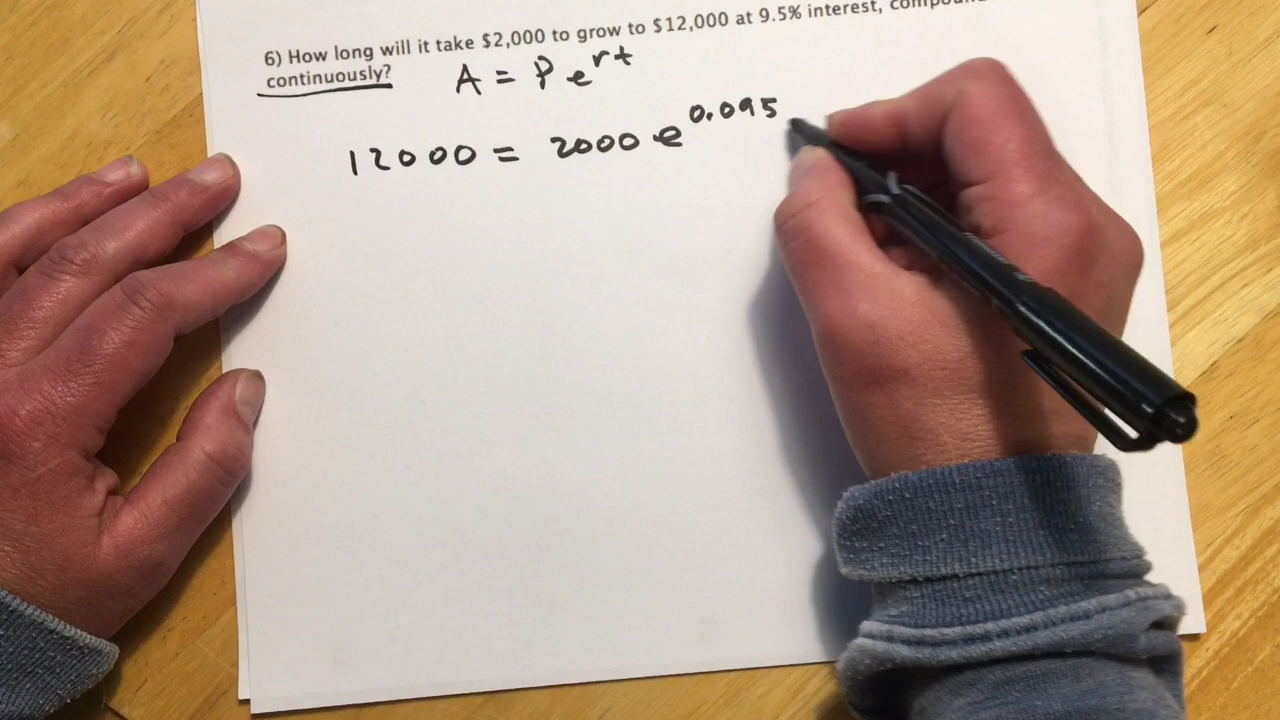 6) How long will it take $2,000 to grow to $12,000 at 9.5% interest,
continuously?
A = Pe^rt
12000 = 2000 e^0.095